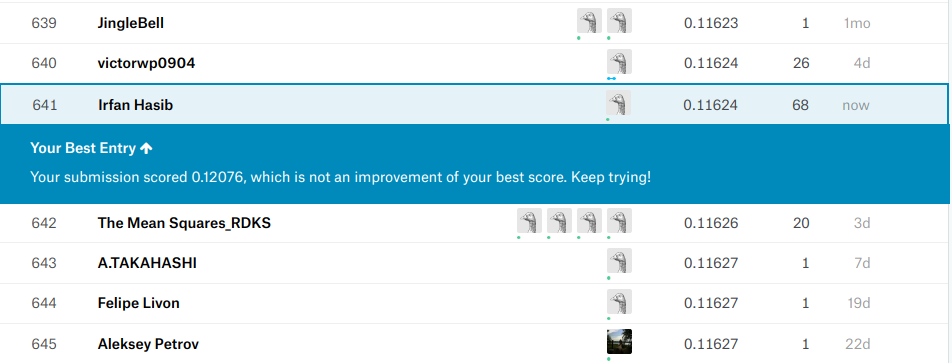 639 JingleBell 0.11623 1 1mo
640 victorwp0904 0.11624 26 4d
641 Irfan Hasib 0.11624 68 now
Your Best Entry ↑
Your submission scored 0.12076, which is not an improvement of your best score. Keep trying!
642 The Mean Squares_RDKS 0.11626 20 3d
643 A.TAKAHASHI 0.11627 1 7d
644 Felipe Livon 0.11627 1 19d
645 Aleksey Petrov 0.11627 1 22d